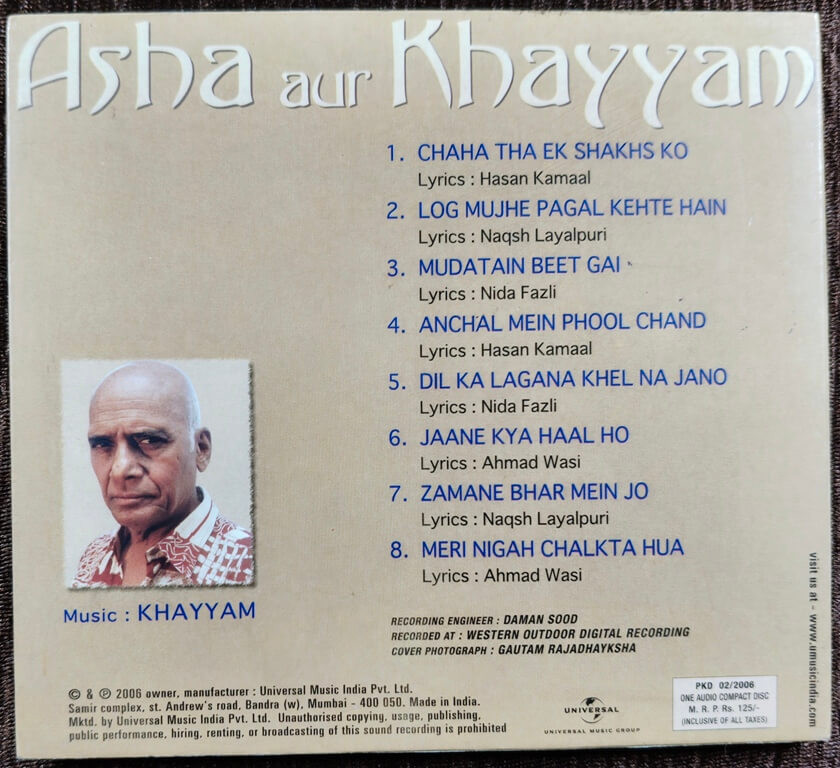 Asha aur Khayyam
1. CHAHA THA EK SHAKHS KO
Lyrics : Hasan Kamaal
2. LOG MUJHE PAGAL KEHTE HAIN
Lyrics : Naqsh Layalpuri
3. MUDATAIN BEET GAI
Lyrics : Nida Fazli
4. ANCHAL MEIN PHOOL CHAND
Lyrics : Hasan Kamaal
5. DIL KA LAGANA KHEL NA JANO
Lyrics : Nida Fazli
6. JAANE KYA HAAL HO
Lyrics : Ahmad Wasi
7. ZAMANE BHAR MEIN JO
Lyrics : Naqsh Layalpuri
8. MERI NIGAH CHALKTA HUA
Lyrics : Ahmad Wasi
Music : KHAYYAM
RECORDING ENGINEER : DAMAN SOOD
RECORDED AT : WESTERN OUTDOOR DIGITAL RECORDING
COVER PHOTOGRAPH : GAUTAM RAJADHAYKSHA
© & ℗ 2006 owner, manufacturer : Universal Music India Pvt. Ltd.
Samir complex, st. Andrew's road, Bandra (w), Mumbai - 400 050. Made in India.
Mktd. by Universal Music India Pvt. Ltd. Unauthorised copying, usage, publishing,
public performance, hiring, renting, or broadcasting of this sound recording is prohibited
UNIVERSAL
UNIVERSAL MUSIC GROUP
PKD 02/2006
ONE AUDIO COMPACT DISC
M. R. P. Rs. 125/-
(INCLUSIVE OF ALL TAXES)
visit us at - www.umusicindia.com